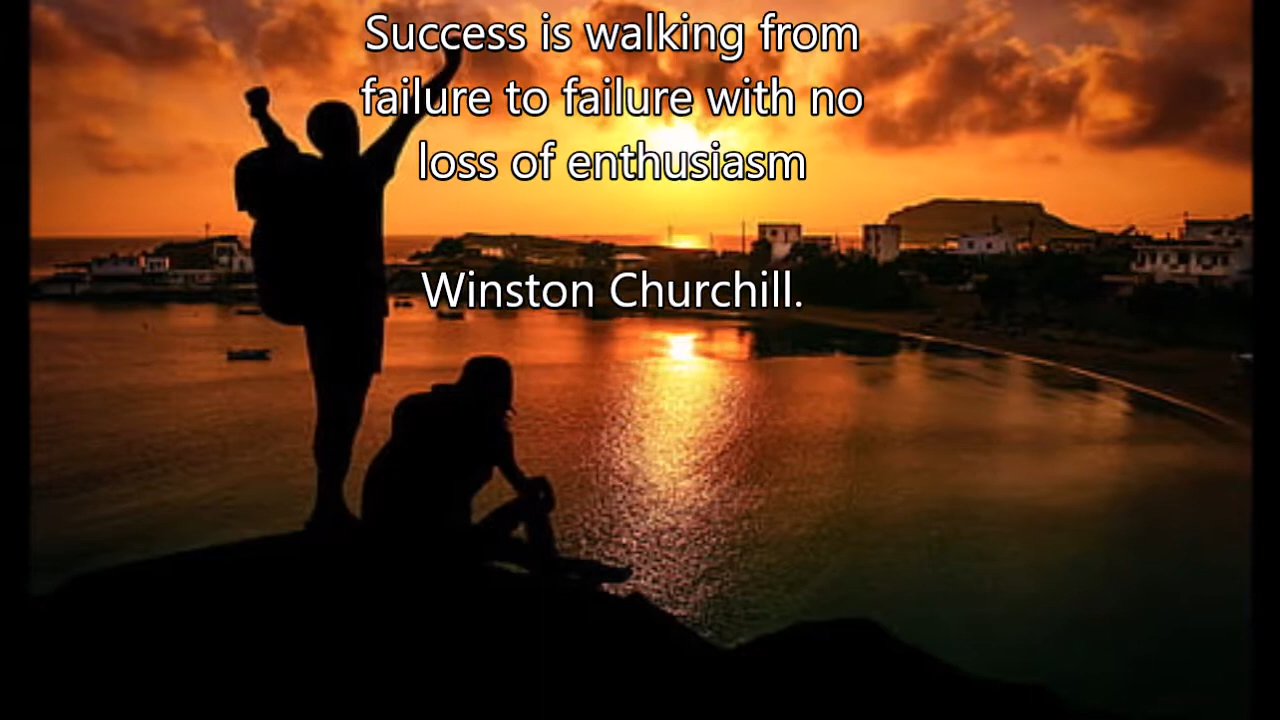 Success is walking from
failure to failure with no
loss of enthusiasm
Winston Churchill.